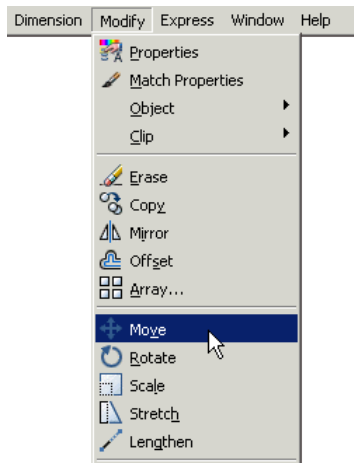 Dimension Modify Express Window Help
Properties
Match Properties
Object
Clip
Erase
Copy
Mirror
Offset
Array...
Move
Rotate
Scale
Stretch
Lengthen